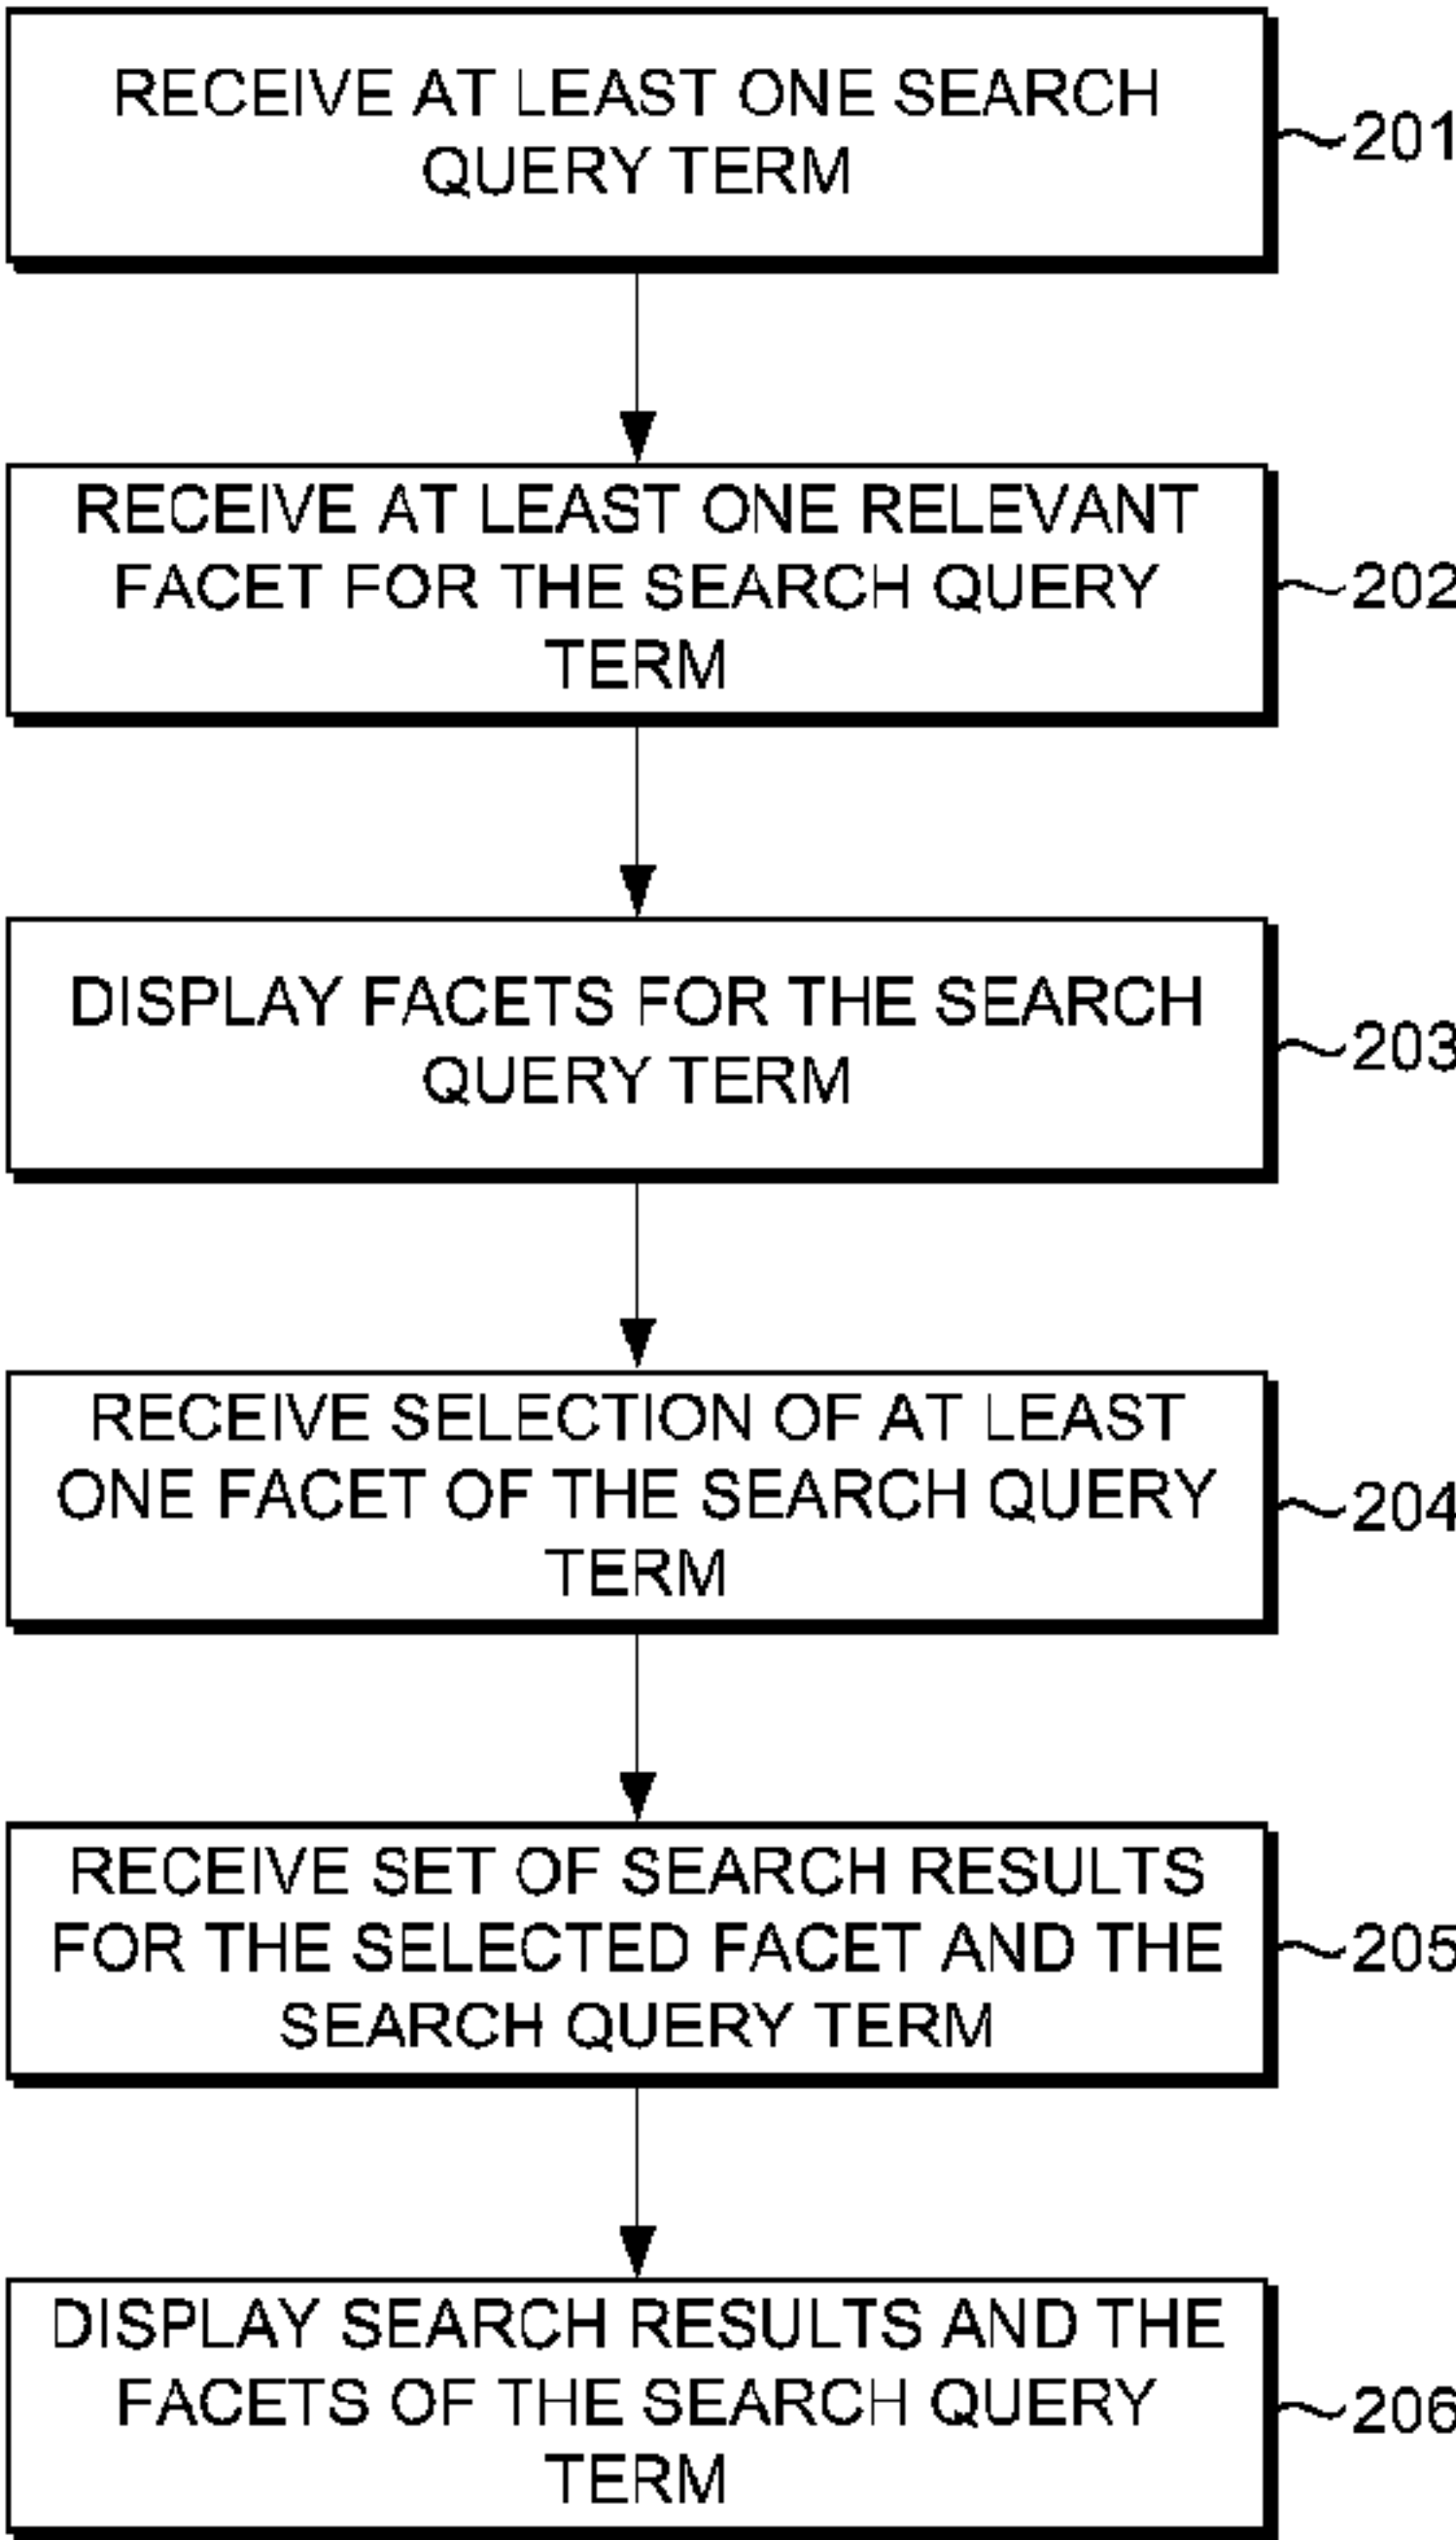 RECEIVE AT LEAST ONE SEARCH
QUERY TERM
201
RECEIVE AT LEAST ONE RELEVANT
FACET FOR THE SEARCH QUERY
TERM
202
DISPLAY FACETS FOR THE SEARCH
QUERY TERM
203
RECEIVE SELECTION OF AT LEAST
ONE FACET OF THE SEARCH QUERY
TERM
204
RECEIVE SET OF SEARCH RESULTS
FOR THE SELECTED FACET AND THE
SEARCH QUERY TERM
205
DISPLAY SEARCH RESULTS AND THE
FACETS OF THE SEARCH QUERY
TERM
206